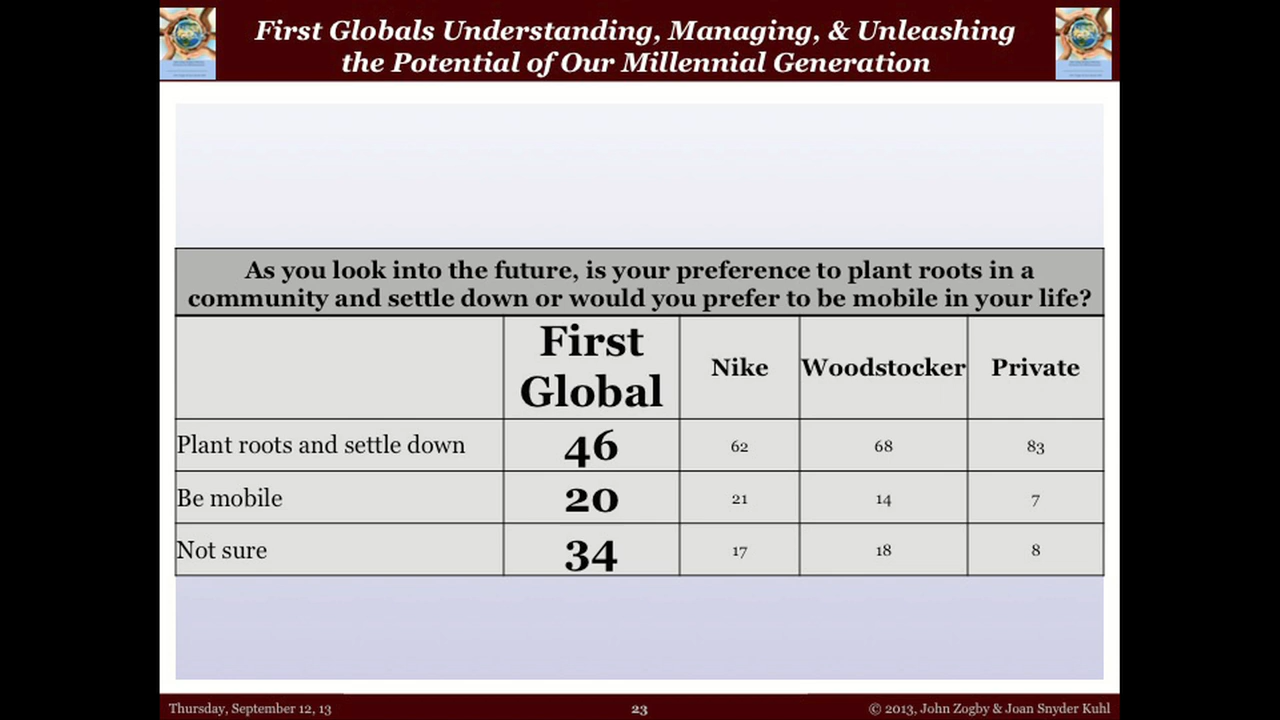 First Globals Understanding, Managing, & Unleashing
the Potential of Our Millennial Generation
As you look into the future, is your preference to plant roots in a
community and settle down or would you prefer to be mobile in your life?
First
Global
Nike
Woodstocker
Private
Plant roots and settle down 46 62 68 83
Be mobile 20 21 14 7
Not sure 34 17 18 8
Thursday, September 12, 13
23
© 2013, John Zogby & Joan Snyder Kuhl